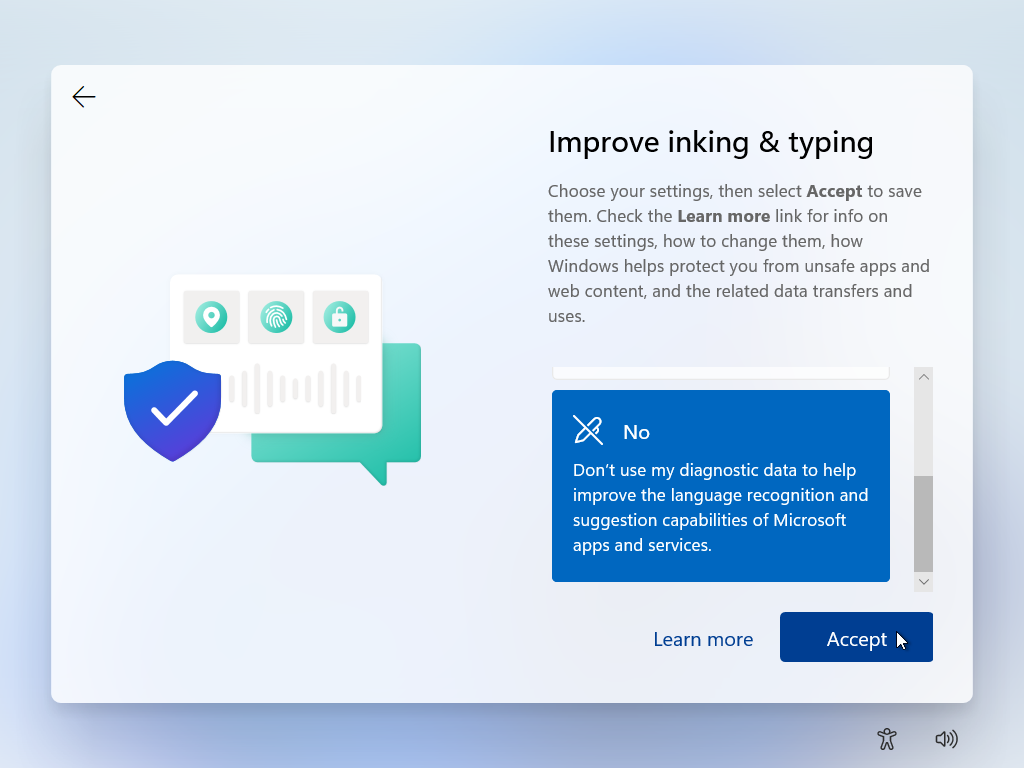 Improve inking & typing
Choose your settings, then select Accept to save
them. Check the Learn more link for info on
these settings, how to change them, how
Windows helps protect you from unsafe apps and
web content, and the related data transfers and
uses.
No
Don't use my diagnostic data to help
improve the language recognition and
suggestion capabilities of Microsoft
apps and services.
Learn more
Accept